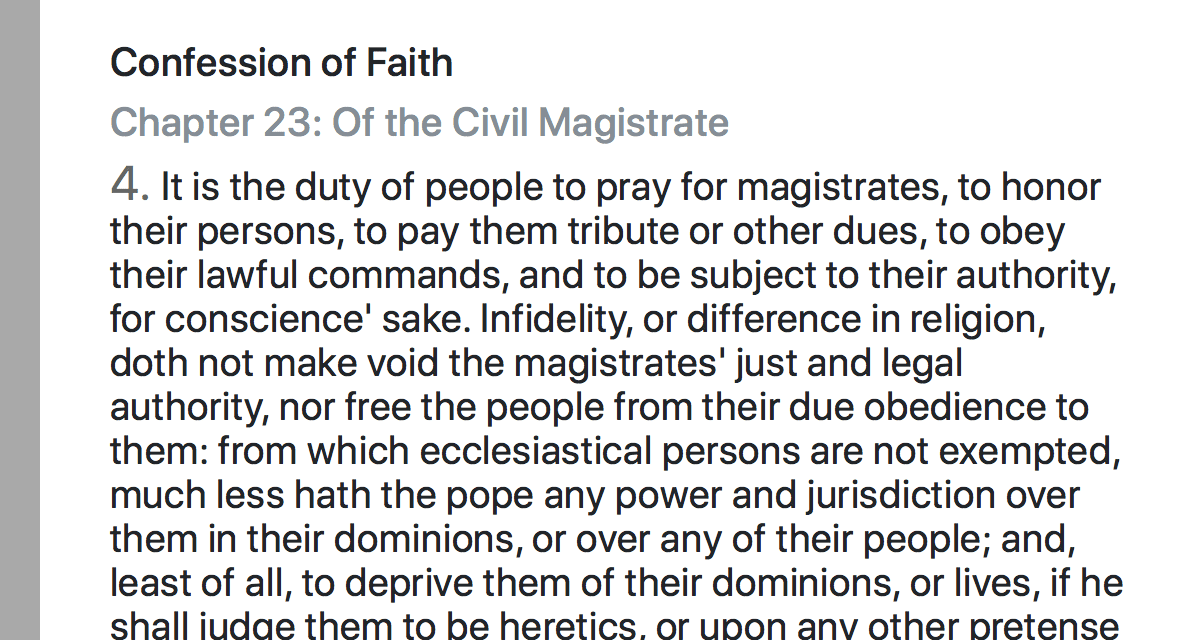 Confession of Faith
Chapter 23: Of the Civil Magistrate
4. It is the duty of people to pray for magistrates, to honor
their persons, to pay them tribute or other dues, to obey
their lawful commands, and to be subject to their authority,
for conscience' sake. Infidelity, or difference in religion,
doth not make void the magistrates' just and legal
authority, nor free the people from their due obedience to
them: from which ecclesiastical persons are not exempted,
much less hath the pope any power and jurisdiction over
them in their dominions, or over any of their people; and,
least of all, to deprive them of their dominions, or lives, if he
shall judge them to be heretics, or upon any other pretense